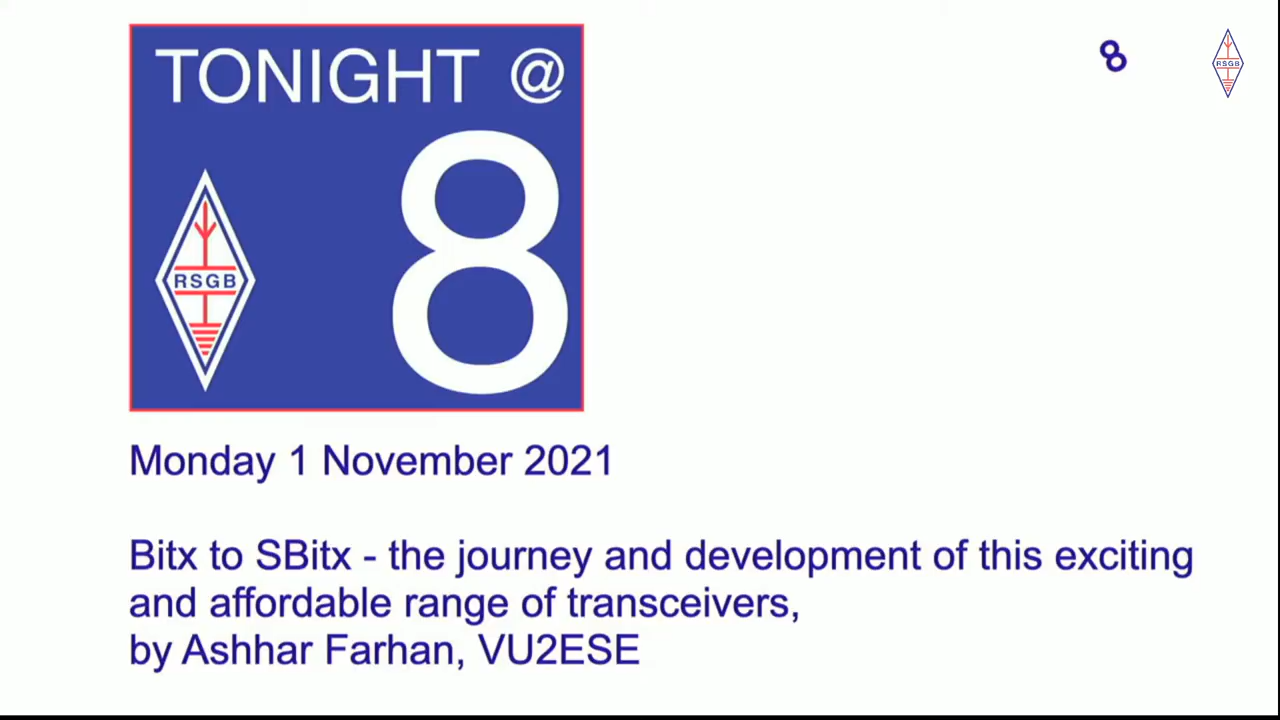 TONIGHT @
8
RSGB
8
RSGB
Monday 1 November 2021
Bitx to SBitx - the journey and development of this exciting
and affordable range of transceivers,
by Ashhar Farhan, VU2ESE